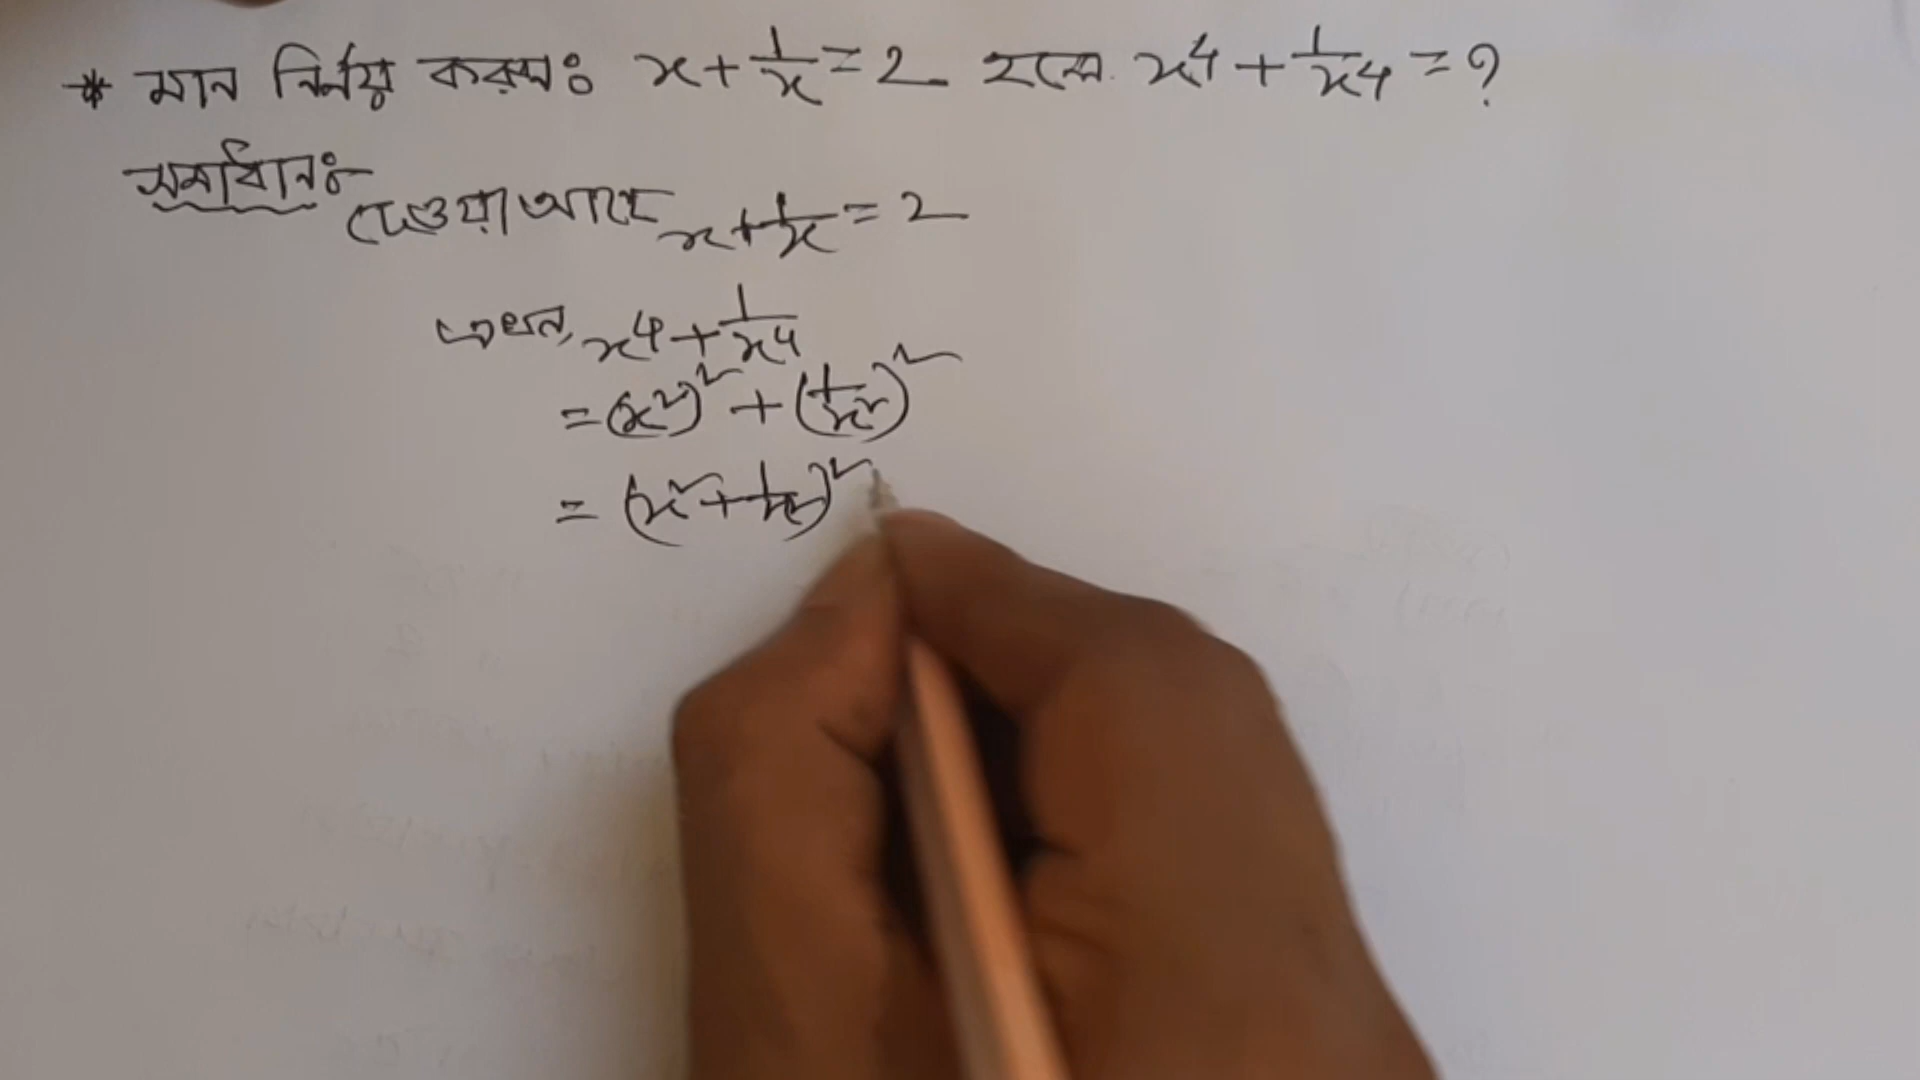 * মান নির্ণয় করুন: x + 1/x = 2 হলে x⁴ + 1/x⁴ = ?
সমাধান:-
দেওয়া আছে x + 1/x = 2
এখন, x⁴ + 1/x⁴
= (x²)² + (1/x²)²
= (x² + 1/x²)²